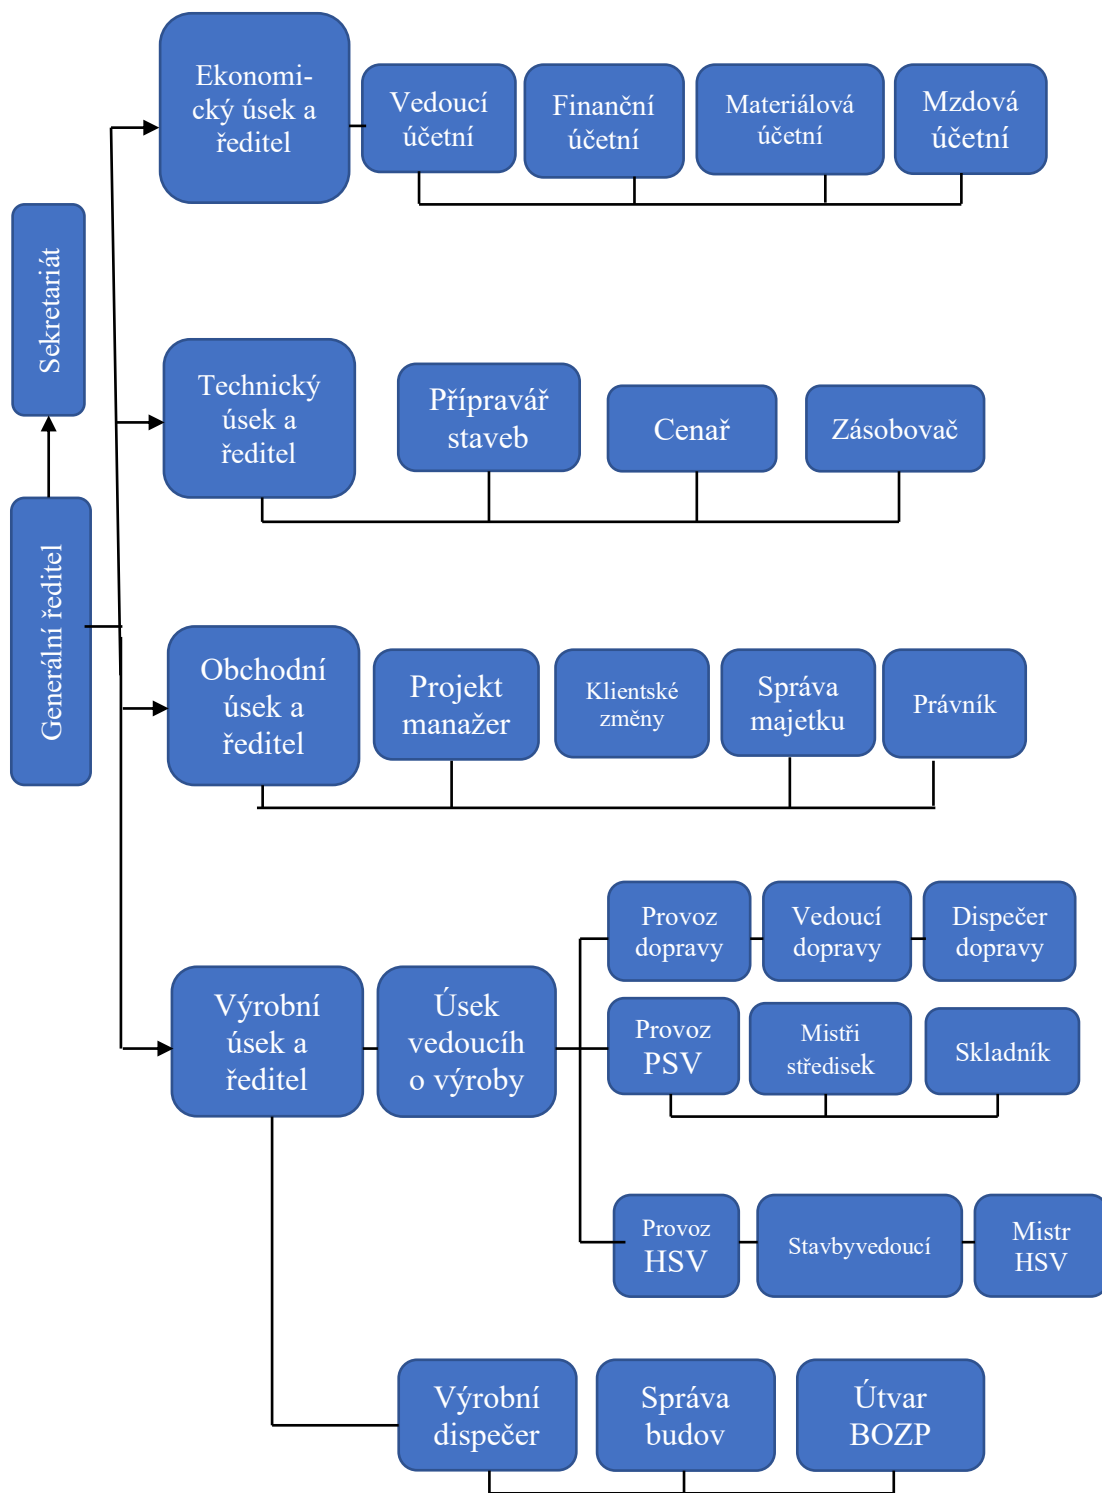 Ekonomi-
cký úsek a
ředitel
Vedoucí
účetní
Finanční
účetní
Materiálová
účetní
Mzdová
účetní
Sekretariát
Technický
úsek a
ředitel
Přípravář
staveb
Cenař
Zásobovač
Generální ředitel
Obchodní
úsek a
ředitel
Projekt
manažer
Klientské
změny
Správa
majetku
Právník
Provoz
dopravy
Vedoucí
dopravy
Dispečer
dopravy
Výrobní
úsek a
ředitel
Úsek
vedoucíh
o výroby
Provoz
PSV
Mistři
středisek
Skladník
Provoz
HSV
Stavbyvedoucí
Mistr
HSV
Výrobní
dispečer
Správa
budov
Útvar
BOZP